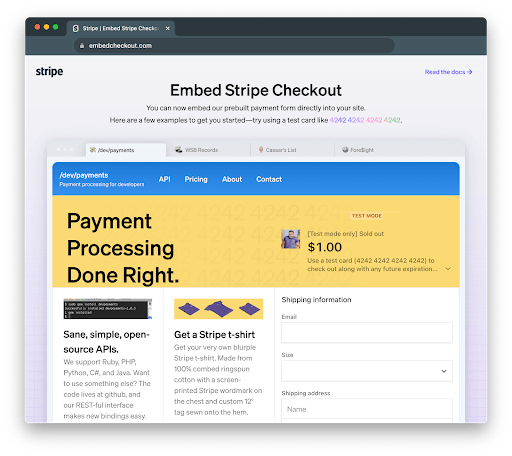 Stripe | Embed Stripe Checkou
embedcheckout.com
stripe
Read the docs →
Embed Stripe Checkout
You can now embed our prebuilt payment form directly into your site.
Here are a few examples to get you started—try using a test card like 4242 4242 4242 4242.
/dev/payments
WSB Records
Caesar's List
ForeSight
/dev/payments
Payment processing for developers
API
Pricing
About
Contact
Payment
Processing
Done Right.
TEST MODE
[Test mode only] Sold out
$1.00
Use a test card (4242 4242 4242 4242) to
check out along with any future expiration...
Sane, simple, open-
source APIs.
We support Ruby, PHP,
Python, C#, and Java. Want
to use something else? The
code lives at github, and
our REST-ful interface
makes new bindings easy.
Get a Stripe t-shirt
Get your very own blurple
Stripe t-shirt. Made from
100% combed ringspun
cotton with a screen-
printed Stripe wordmark on
the chest and custom 12°
tag sewn onto the hem.
Shipping information
Email
Size
Shipping address
Name